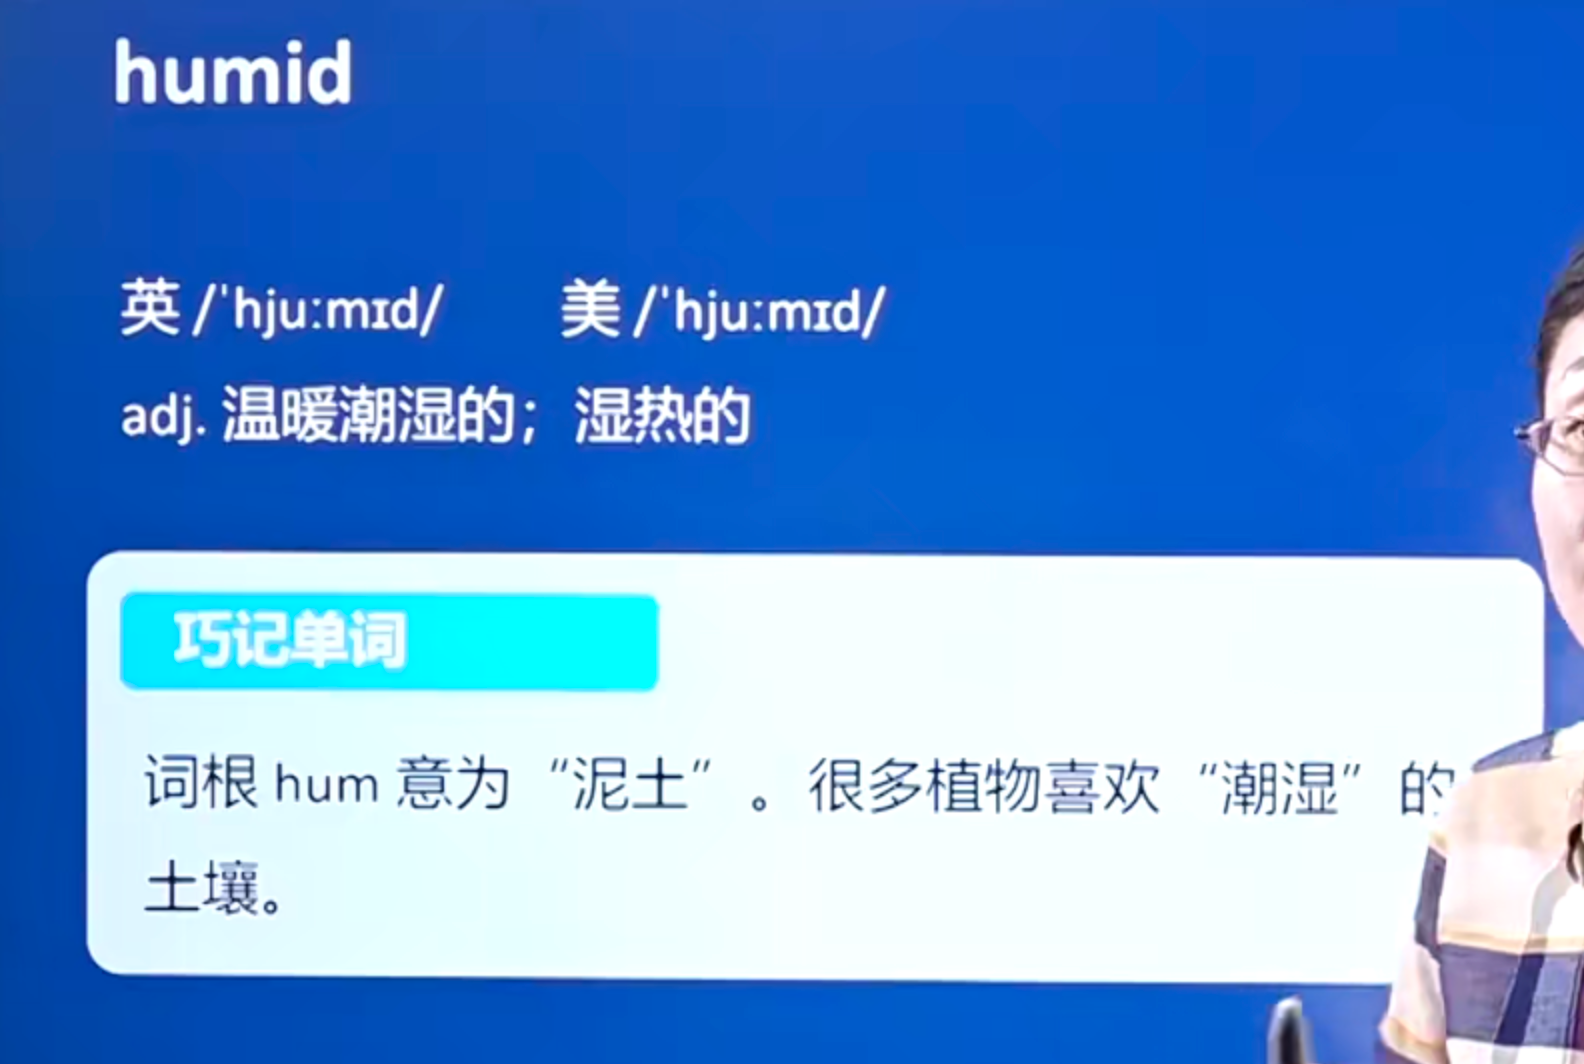 humid
英 /ˈhjuːmɪd/ 美 /ˈhjuːmɪd/
adj. 温暖潮湿的；湿热的
巧记单词
词根 hum 意为“泥土”。很多植物喜欢“潮湿”的
土壤。